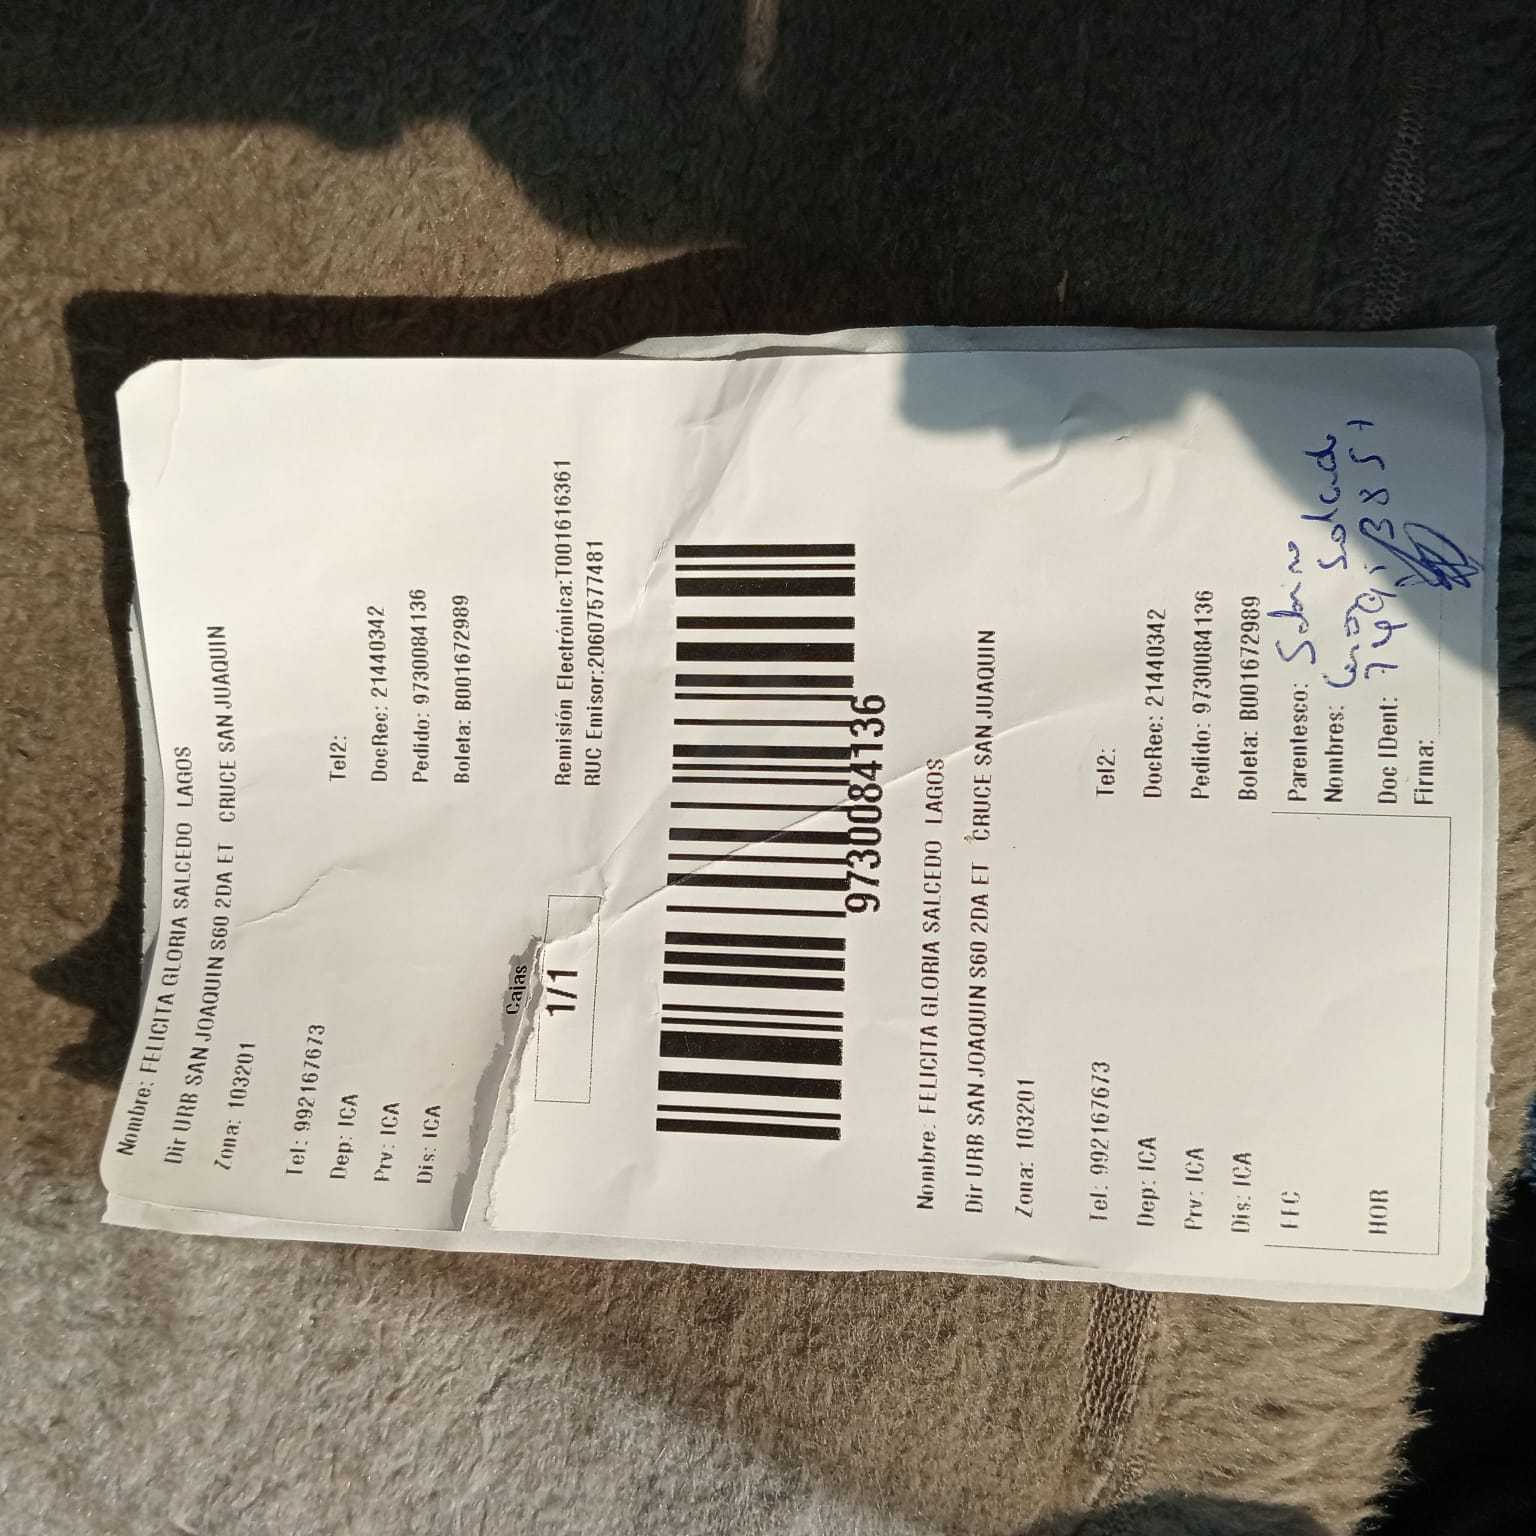 Nombre: FELICITA GLORIA SALCEDO LAGOS
Dir URB SAN JOAQUIN S60 2DA ET CRUCE SAN JUAQUIN
Zona: 103201
Tel: 992167673 Tel2:
Dep: ICA DocRec: 21440342
Prv: ICA Pedido: 9730084136
Dis: ICA Boleta: B001672989
Cajas
1/1
Remisión Electrónica:T001616361
RUC Emisor:20607577481
9730084136
Nombre: FELICITA GLORIA SALCEDO LAGOS
Dir URB SAN JOAQUIN S60 2DA ET CRUCE SAN JUAQUIN
Zona: 103201
Tel: 992167673 Tel2:
Dep: ICA DocRec: 21440342
Prv: ICA Pedido: 9730084136
Dis: ICA Boleta: B001672989
FEC
HOR
Parentesco: Sobrino
Nombres: Salcedo
Doc IDent:
Firma: